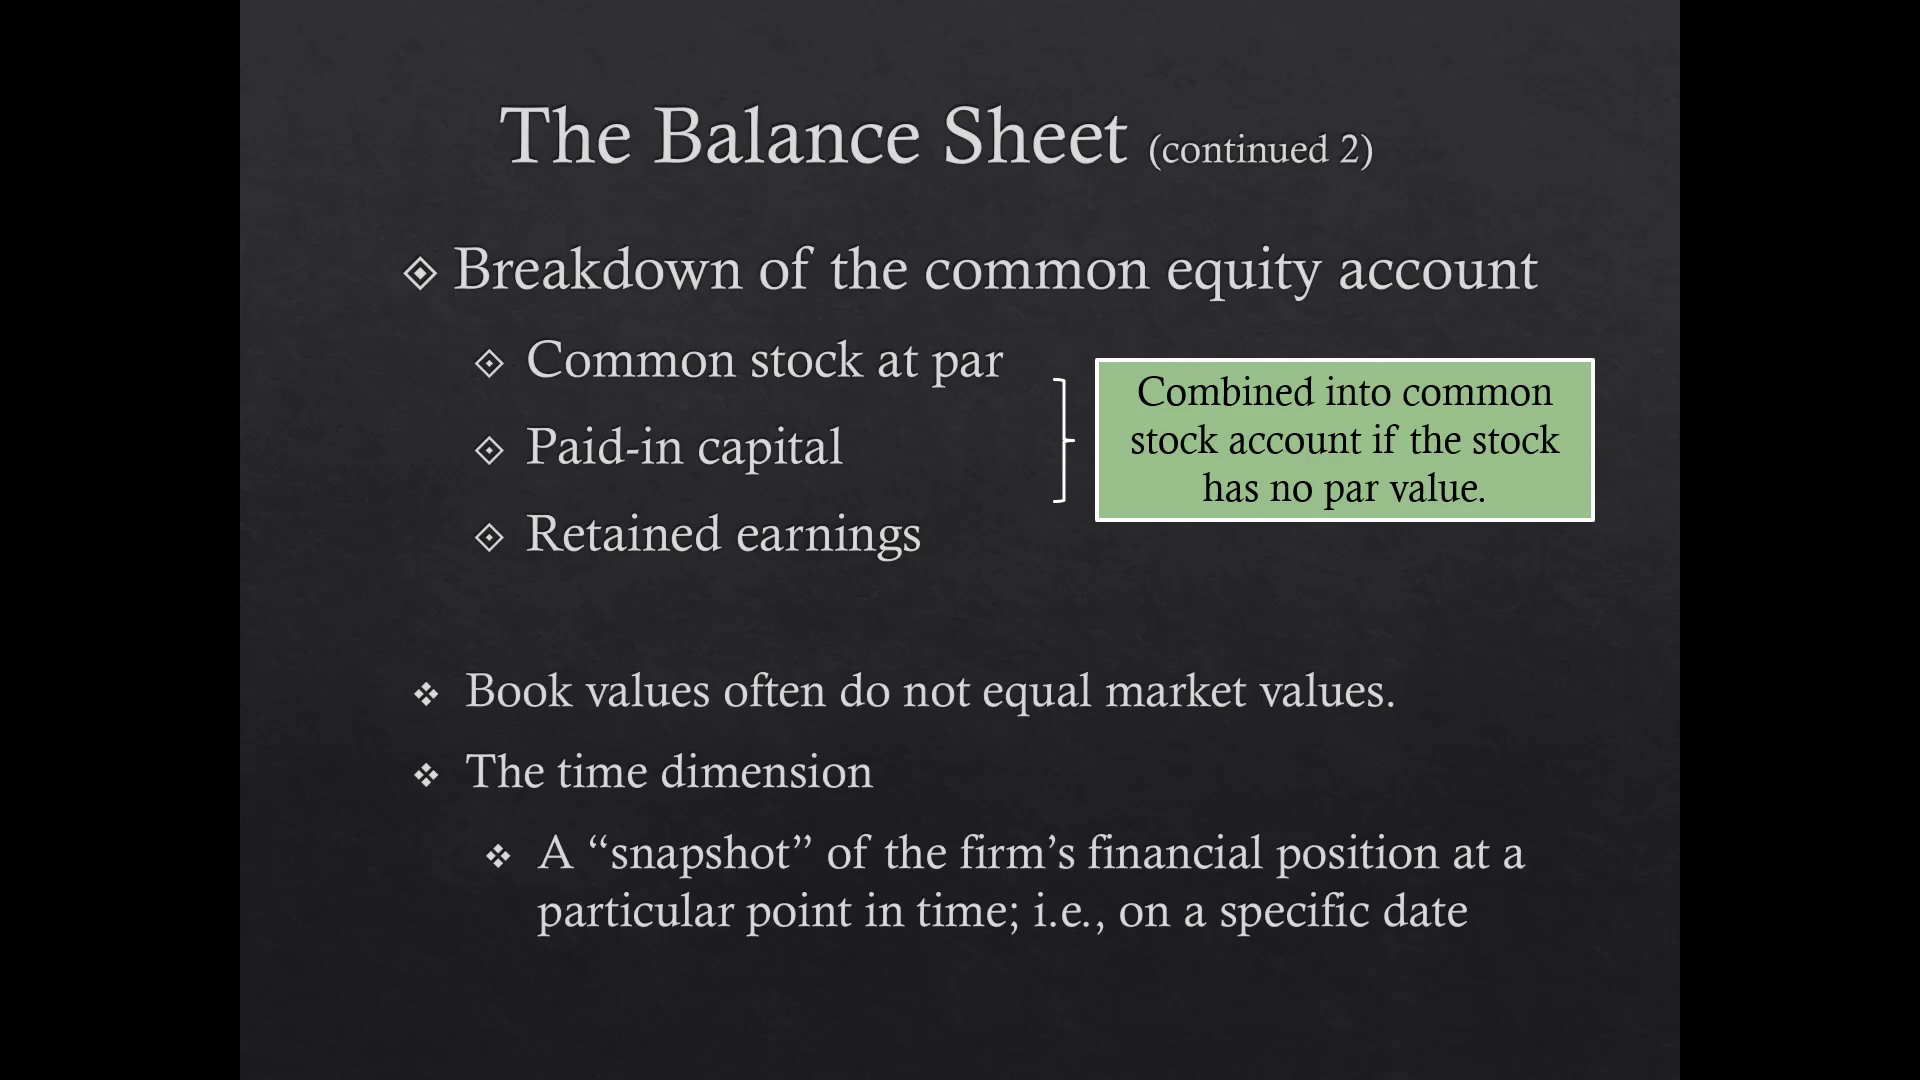 The Balance Sheet (continued 2)
Breakdown of the common equity account
Common stock at par
Paid-in capital
Retained earnings
Combined into common
stock account if the stock
has no par value.
Book values often do not equal market values.
The time dimension
A “snapshot” of the firm’s financial position at a
particular point in time; i.e., on a specific date